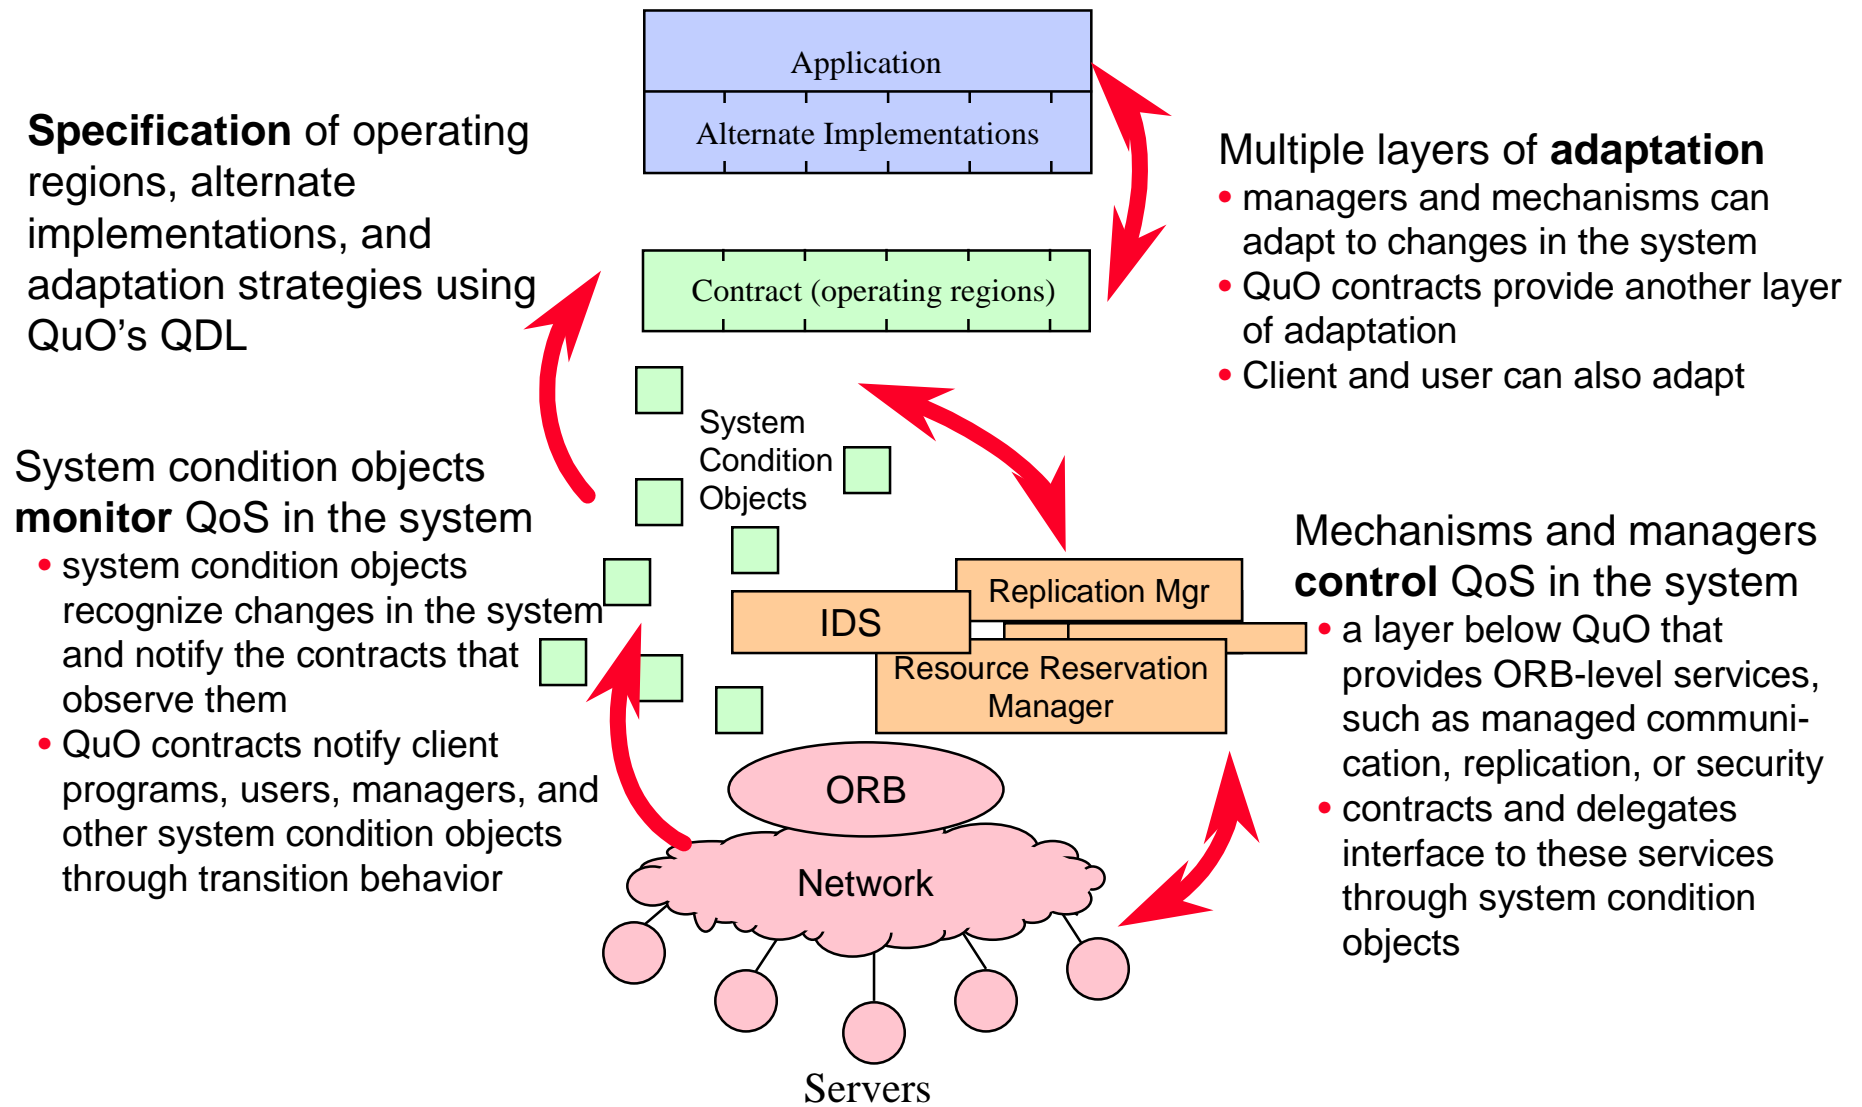 Application
Alternate Implementations
Specification of operating
regions, alternate
implementations, and
adaptation strategies using
QuO’s QDL
Multiple layers of adaptation
• managers and mechanisms can
adapt to changes in the system
• QuO contracts provide another layer
of adaptation
• Client and user can also adapt
Contract (operating regions)
System
Condition
Objects
System condition objects
monitor QoS in the system
• system condition objects
recognize changes in the system
and notify the contracts that
observe them
• QuO contracts notify client
programs, users, managers, and
other system condition objects
through transition behavior
Replication Mgr
IDS
Resource Reservation
Manager
Mechanisms and managers
control QoS in the system
• a layer below QuO that
provides ORB-level services,
such as managed communi-
cation, replication, or security
• contracts and delegates
interface to these services
through system condition
objects
ORB
Network
Servers